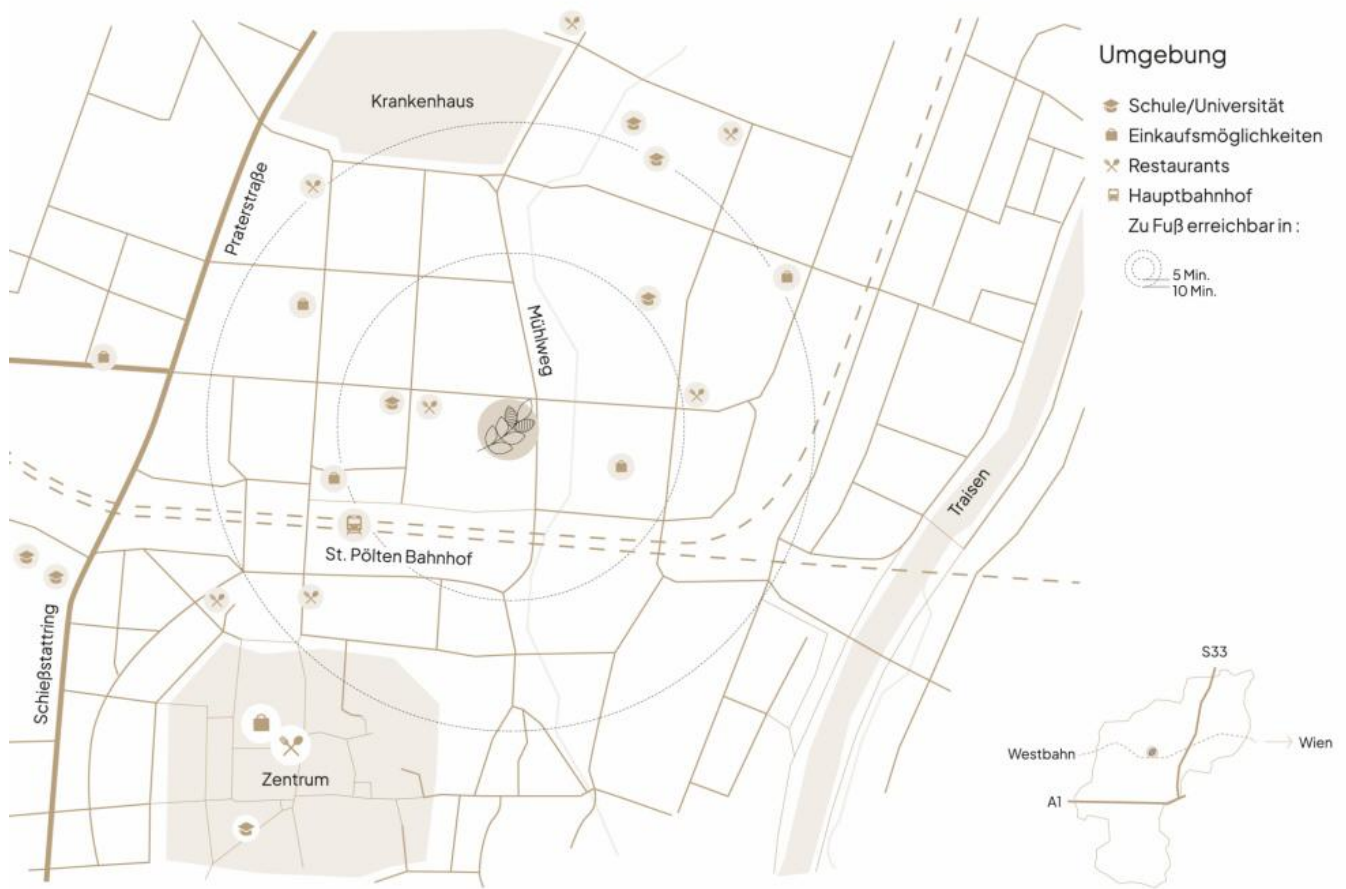 Umgebung
Schule/Universität
Einkaufsmöglichkeiten
Restaurants
Hauptbahnhof
Zu Fuß erreichbar in :
5 Min.
10 Min.
Krankenhaus
Praterstraße
Mühlweg
Traisen
St. Pölten Bahnhof
Schießstattring
Zentrum
S33
Westbahn
Wien
A1